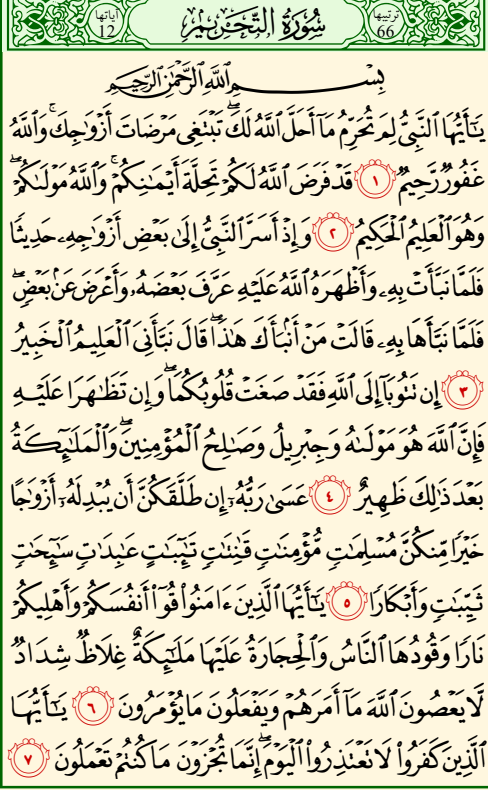 ترتيبها 66 سُورَةُ التَّحْرِيمِ آياتها 12
بِسْمِ ٱللَّهِ ٱلرَّحْمَٰنِ ٱلرَّحِيمِ
يَٰٓأَيُّهَا ٱلنَّبِىُّ لِمَ تُحَرِّمُ مَآ أَحَلَّ ٱللَّهُ لَكَ ۖ تَبْتَغِى مَرْضَاتَ أَزْوَٰجِكَ ۚ وَٱللَّهُ
غَفُورٌ رَّحِيمٌ ١ قَدْ فَرَضَ ٱللَّهُ لَكُمْ تَحِلَّةَ أَيْمَٰنِكُمْ ۚ وَٱللَّهُ مَوْلَىٰكُمْ ۖ
وَهُوَ ٱلْعَلِيمُ ٱلْحَكِيمُ ٢ وَإِذْ أَسَرَّ ٱلنَّبِىُّ إِلَىٰ بَعْضِ أَزْوَٰجِهِۦ حَدِيثًا
فَلَمَّا نَبَّأَتْ بِهِۦ وَأَظْهَرَهُ ٱللَّهُ عَلَيْهِ عَرَّفَ بَعْضَهُۥ وَأَعْرَضَ عَنۢ بَعْضٍ ۖ
فَلَمَّا نَبَّأَهَا بِهِۦ قَالَتْ مَنْ أَنۢبَأَكَ هَٰذَا ۖ قَالَ نَبَّأَنِىَ ٱلْعَلِيمُ ٱلْخَبِيرُ
٣ إِن تَتُوبَآ إِلَى ٱللَّهِ فَقَدْ صَغَتْ قُلُوبُكُمَا ۖ وَإِن تَظَٰهَرَا عَلَيْهِ
فَإِنَّ ٱللَّهَ هُوَ مَوْلَىٰهُ وَجِبْرِيلُ وَصَٰلِحُ ٱلْمُؤْمِنِينَ ۖ وَٱلْمَلَٰٓئِكَةُ
بَعْدَ ذَٰلِكَ ظَهِيرٌ ٤ عَسَىٰ رَبُّهُۥٓ إِن طَلَّقَكُنَّ أَن يُبْدِلَهُۥٓ أَزْوَٰجًا
خَيْرًا مِّنكُنَّ مُسْلِمَٰتٍ مُّؤْمِنَٰتٍ قَٰنِتَٰتٍ تَٰٓئِبَٰتٍ عَٰبِدَٰتٍ سَٰٓئِحَٰتٍ
ثَيِّبَٰتٍ وَأَبْكَارًا ٥ يَٰٓأَيُّهَا ٱلَّذِينَ ءَامَنُوا۟ قُوٓا۟ أَنفُسَكُمْ وَأَهْلِيكُمْ
نَارًا وَقُودُهَا ٱلنَّاسُ وَٱلْحِجَارَةُ عَلَيْهَا مَلَٰٓئِكَةٌ غِلَاظٌ شِدَادٌ
لَّا يَعْصُونَ ٱللَّهَ مَآ أَمَرَهُمْ وَيَفْعَلُونَ مَا يُؤْمَرُونَ ٦ يَٰٓأَيُّهَا
ٱلَّذِينَ كَفَرُوا۟ لَا تَعْتَذِرُوا۟ ٱلْيَوْمَ ۖ إِنَّمَا تُجْزَوْنَ مَا كُنتُمْ تَعْمَلُونَ ٧